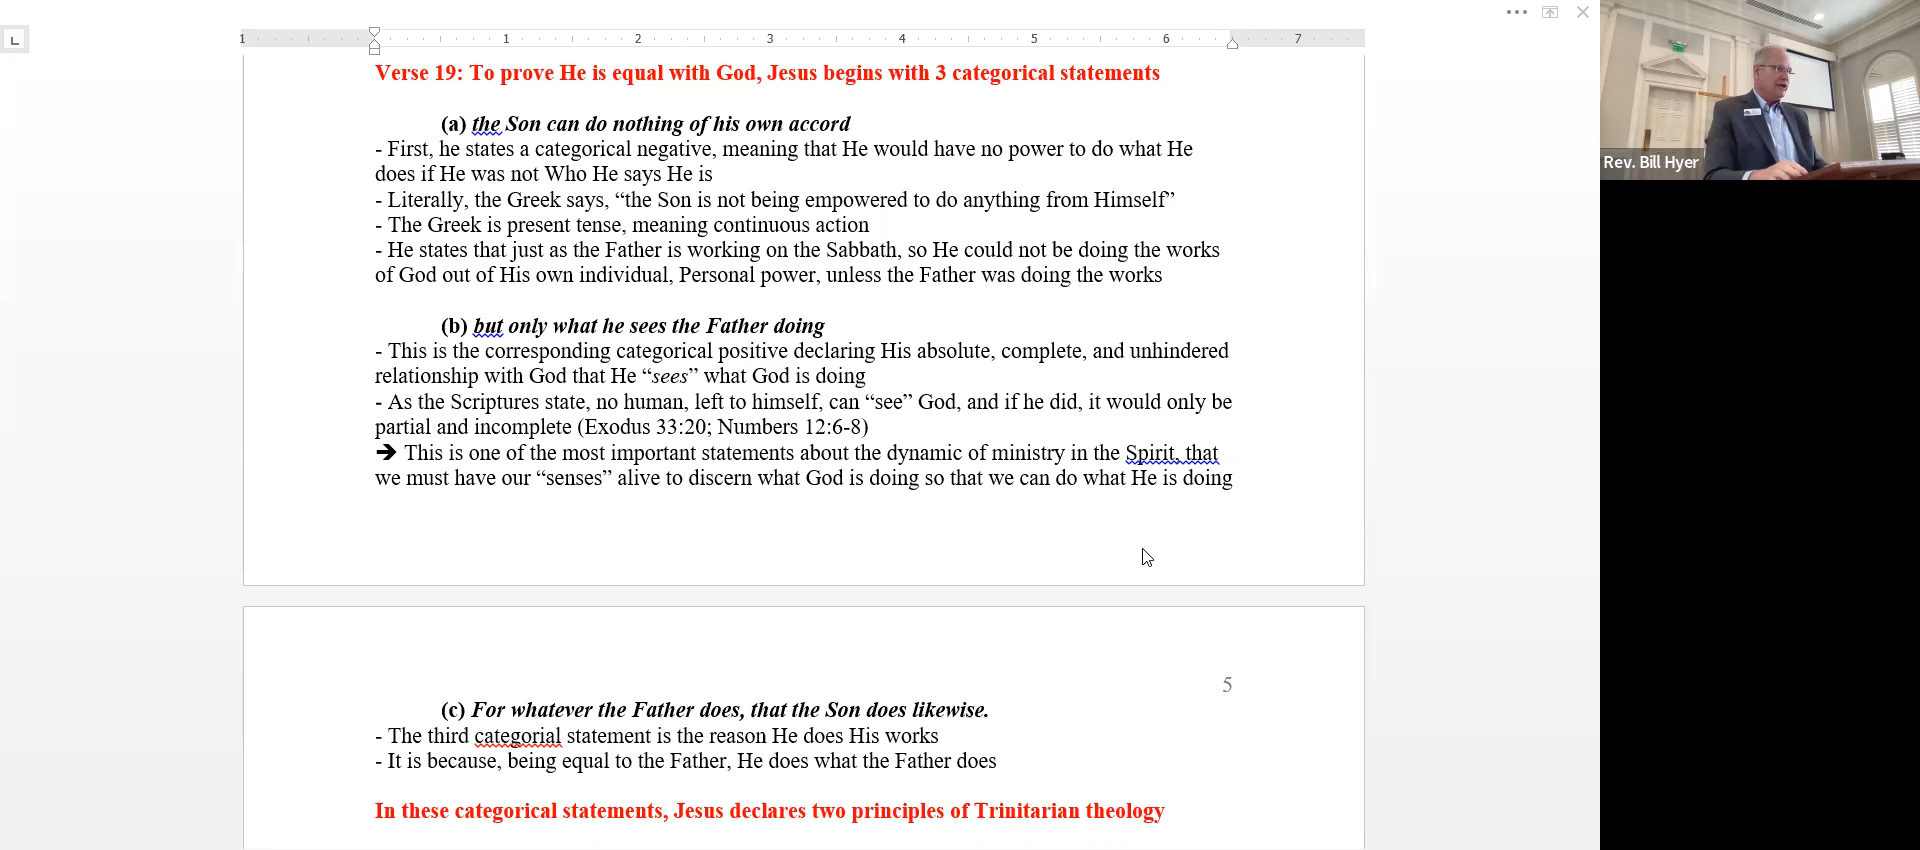 1 1 2 3 4 5 6 7
Verse 19: To prove He is equal with God, Jesus begins with 3 categorical statements
(a) the Son can do nothing of his own accord
- First, he states a categorical negative, meaning that He would have no power to do what He
does if He was not Who He says He is
- Literally, the Greek says, “the Son is not being empowered to do anything from Himself”
- The Greek is present tense, meaning continuous action
- He states that just as the Father is working on the Sabbath, so He could not be doing the works
of God out of His own individual, Personal power, unless the Father was doing the works
(b) but only what he sees the Father doing
- This is the corresponding categorical positive declaring His absolute, complete, and unhindered
relationship with God that He “sees” what God is doing
- As the Scriptures state, no human, left to himself, can “see” God, and if he did, it would only be
partial and incomplete (Exodus 33:20; Numbers 12:6-8)
➔ This is one of the most important statements about the dynamic of ministry in the Spirit, that
we must have our “senses” alive to discern what God is doing so that we can do what He is doing
5
(c) For whatever the Father does, that the Son does likewise.
- The third categorial statement is the reason He does His works
- It is because, being equal to the Father, He does what the Father does
In these categorical statements, Jesus declares two principles of Trinitarian theology
Rev. Bill Hyer